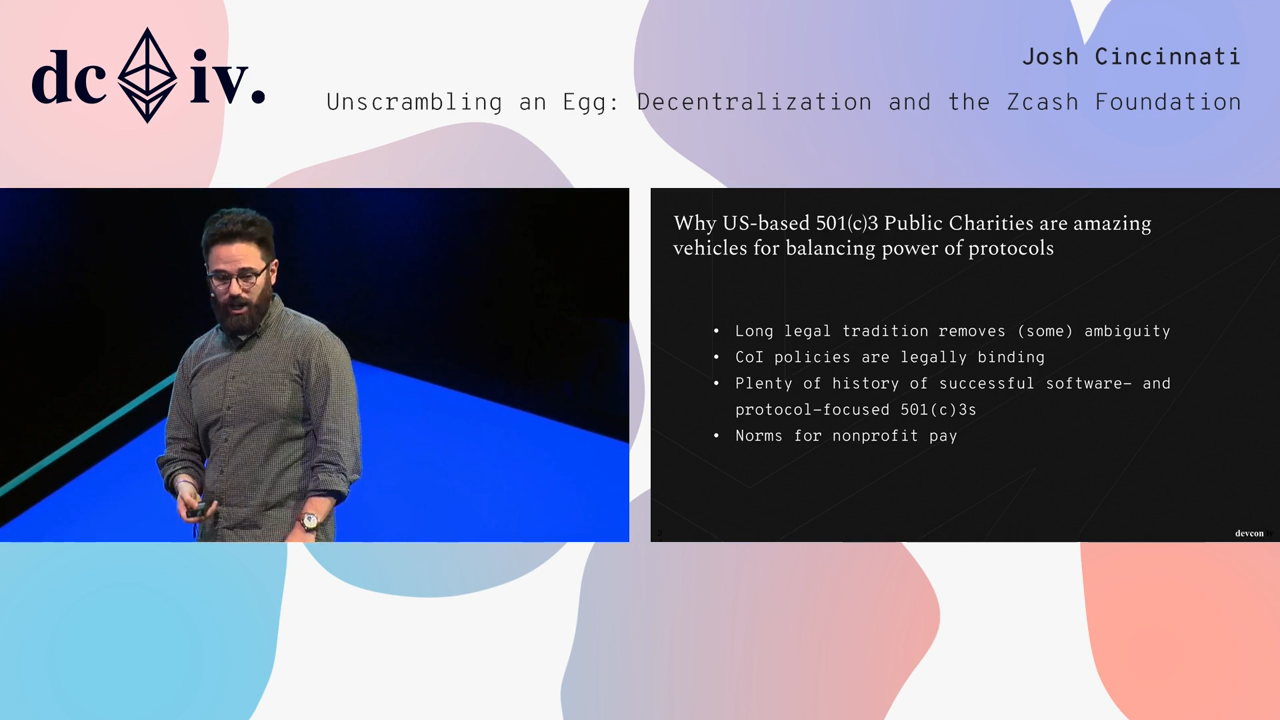 dc iv.
Josh Cincinnati
Unscrambling an Egg: Decentralization and the Zcash Foundation
Why US-based 501(c)3 Public Charities are amazing
vehicles for balancing power of protocols
• Long legal tradition removes (some) ambiguity
• CoI policies are legally binding
• Plenty of history of successful software- and
protocol-focused 501(c)3s
• Norms for nonprofit pay
devcon